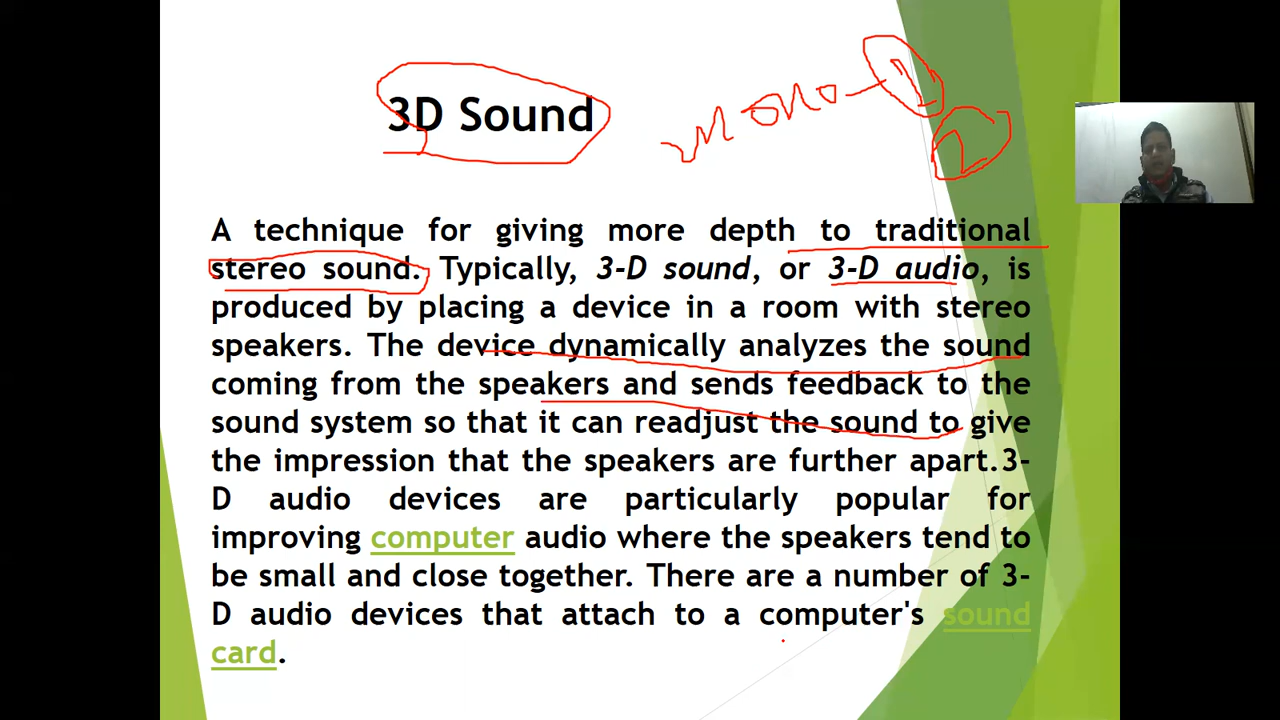 3D Sound
Mono - 1
2
A technique for giving more depth to traditional
stereo sound. Typically, 3-D sound, or 3-D audio, is
produced by placing a device in a room with stereo
speakers. The device dynamically analyzes the sound
coming from the speakers and sends feedback to the
sound system so that it can readjust the sound to give
the impression that the speakers are further apart.3-
D audio devices are particularly popular for
improving computer audio where the speakers tend to
be small and close together. There are a number of 3-
D audio devices that attach to a computer's sound
card.